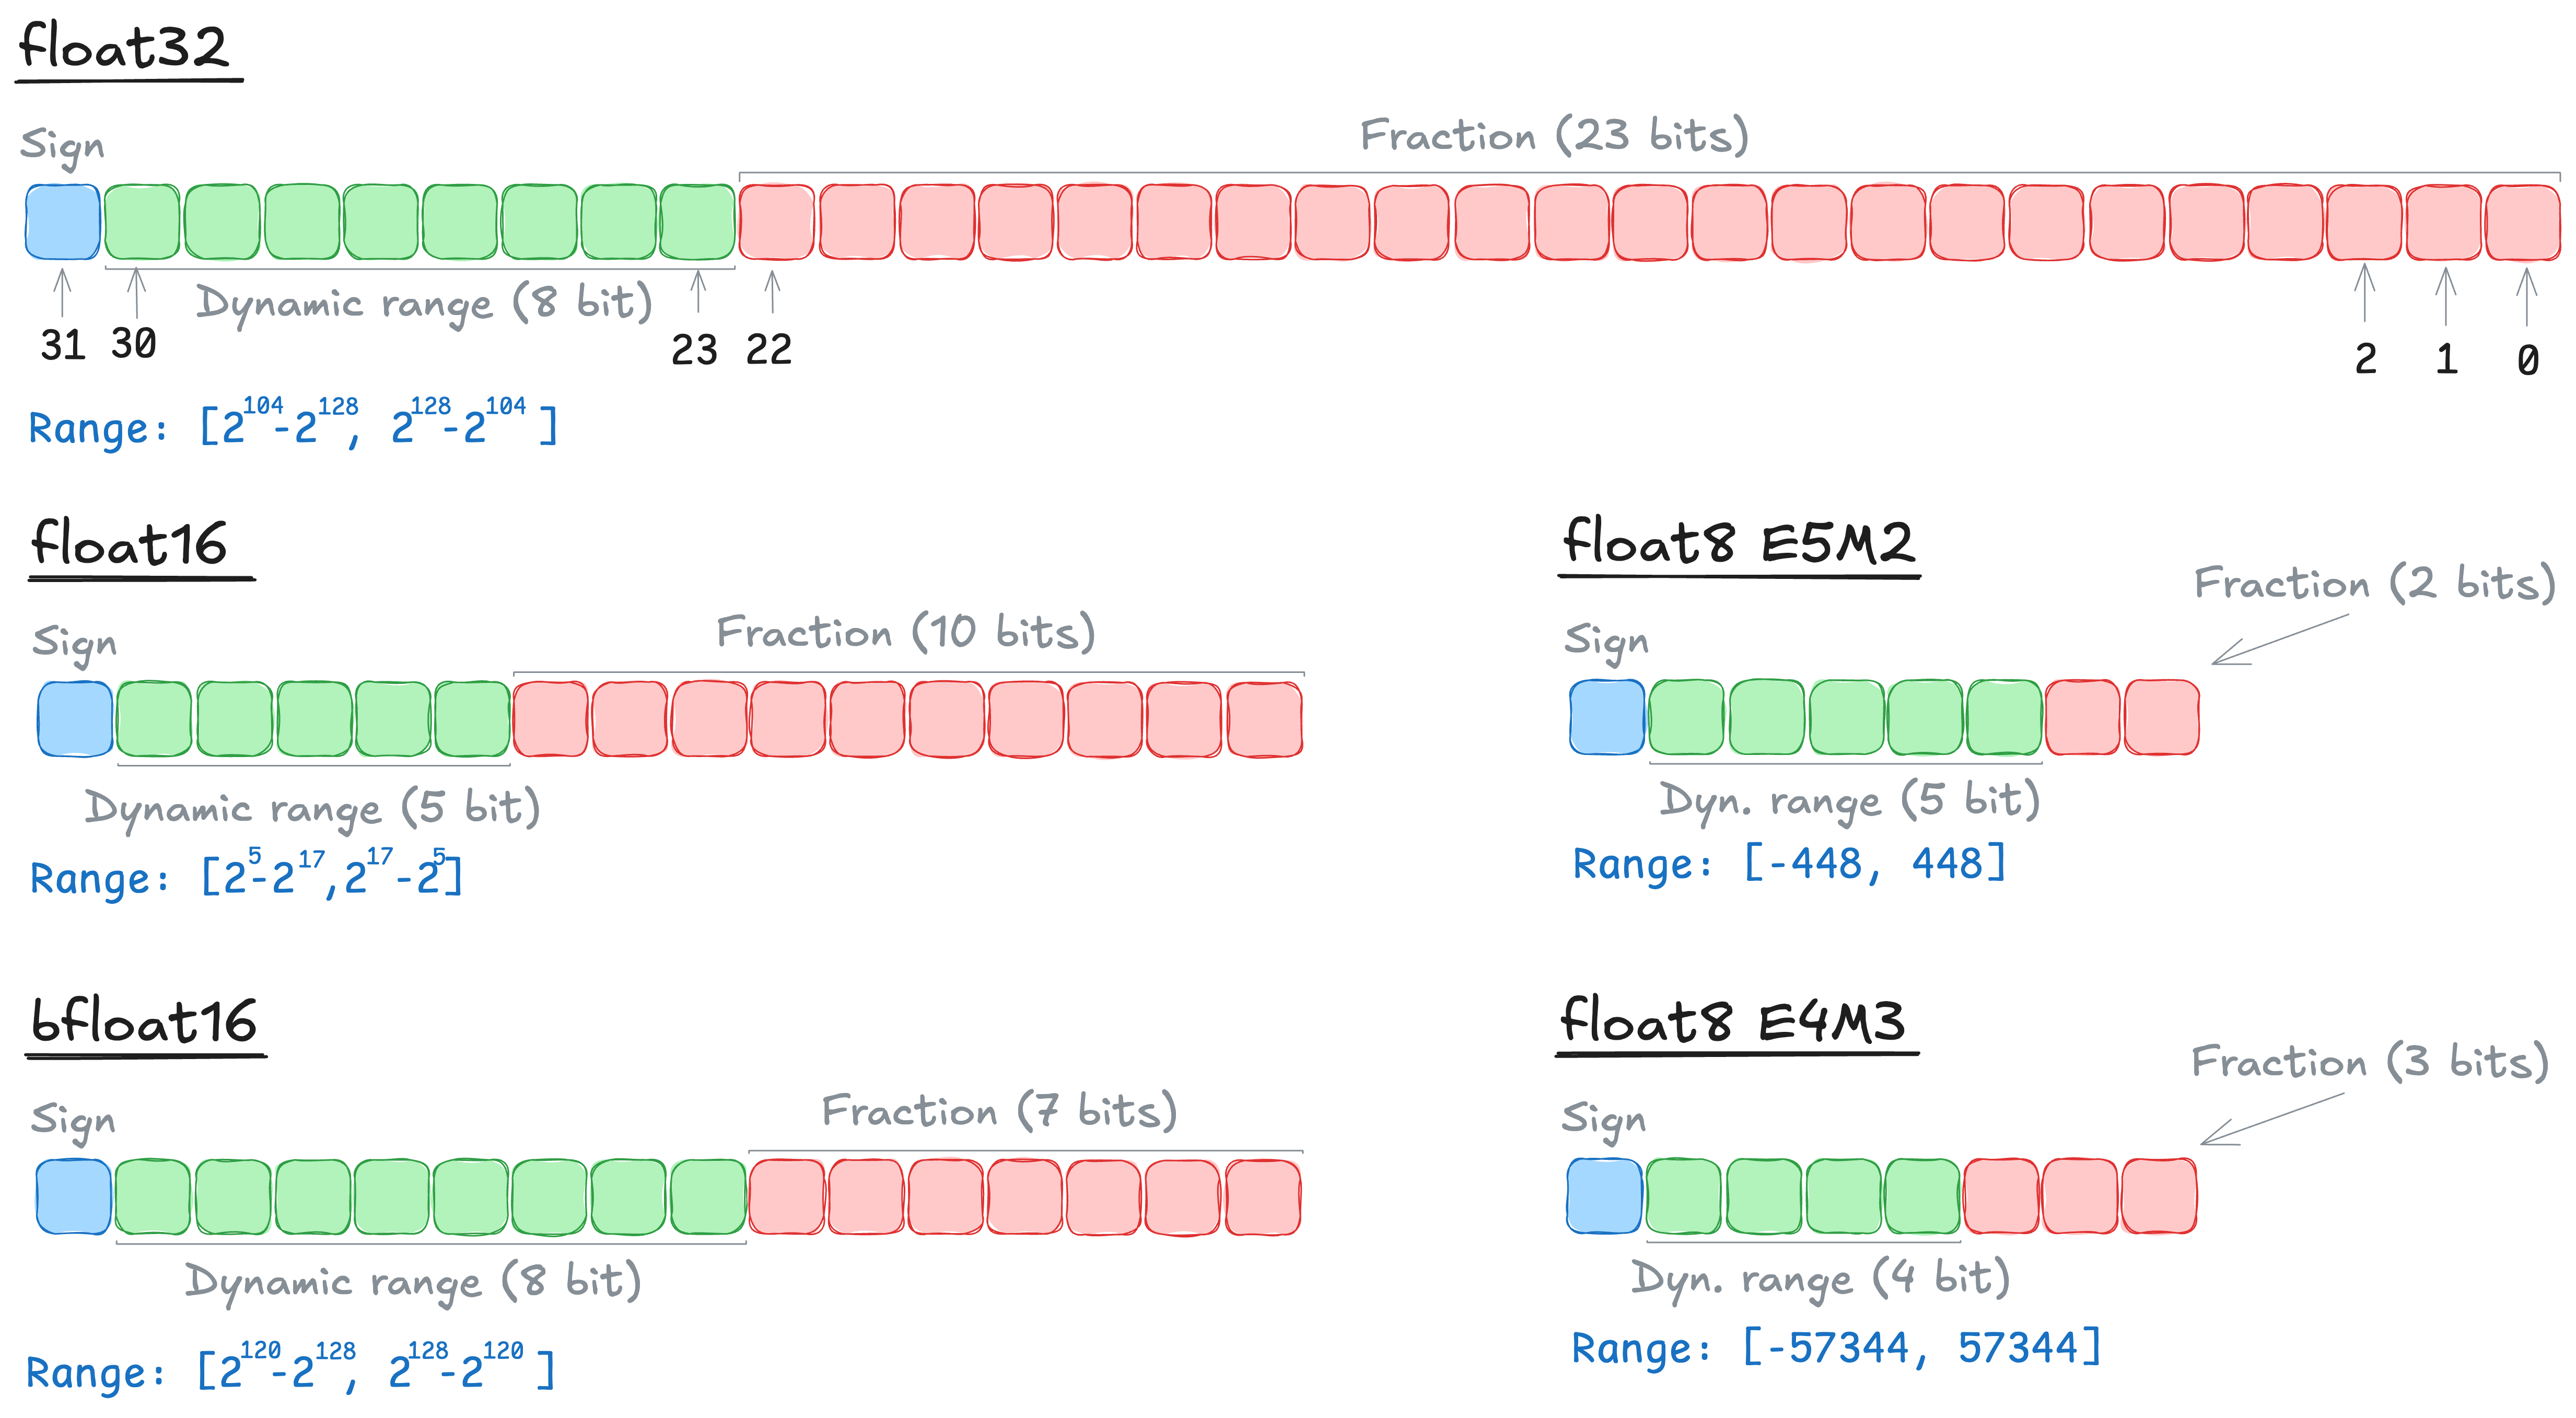 float32
Sign
Fraction (23 bits)
Dynamic range (8 bit)
31 30 23 22 2 1 0
Range: [2^104-2^128, 2^128-2^104 ]
float16
Sign
Fraction (10 bits)
Dynamic range (5 bit)
Range: [2^5-2^17,2^17-2^5]
float8 E5M2
Fraction (2 bits)
Sign
Dyn. range (5 bit)
Range: [-448, 448]
bfloat16
Sign
Fraction (7 bits)
Dynamic range (8 bit)
Range: [2^120-2^128, 2^128-2^120 ]
float8 E4M3
Fraction (3 bits)
Sign
Dyn. range (4 bit)
Range: [-57344, 57344]